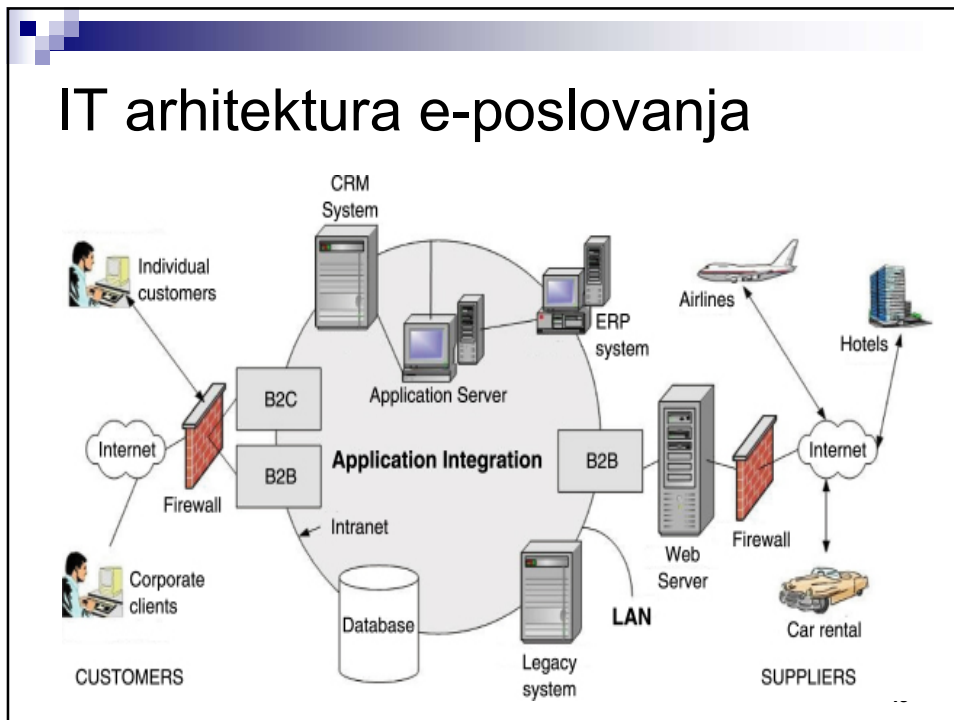 IT arhitektura e-poslovanja
CRM
System
Individual
customers
Airlines
ERP
system
Hotels
Application Server
B2C
Internet
Application Integration
B2B
Internet
B2B
Firewall
Intranet
Firewall
Web
Server
Corporate
clients
Database
LAN
Car rental
Legacy
system
CUSTOMERS
SUPPLIERS